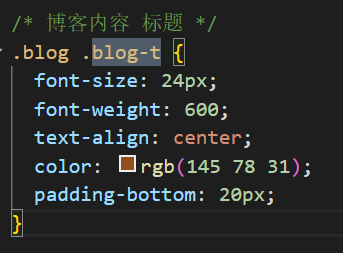 /* 博客内容 标题 */
.blog .blog-t {
font-size: 24px;
font-weight: 600;
text-align: center;
color: rgb(145 78 31);
padding-bottom: 20px;
}